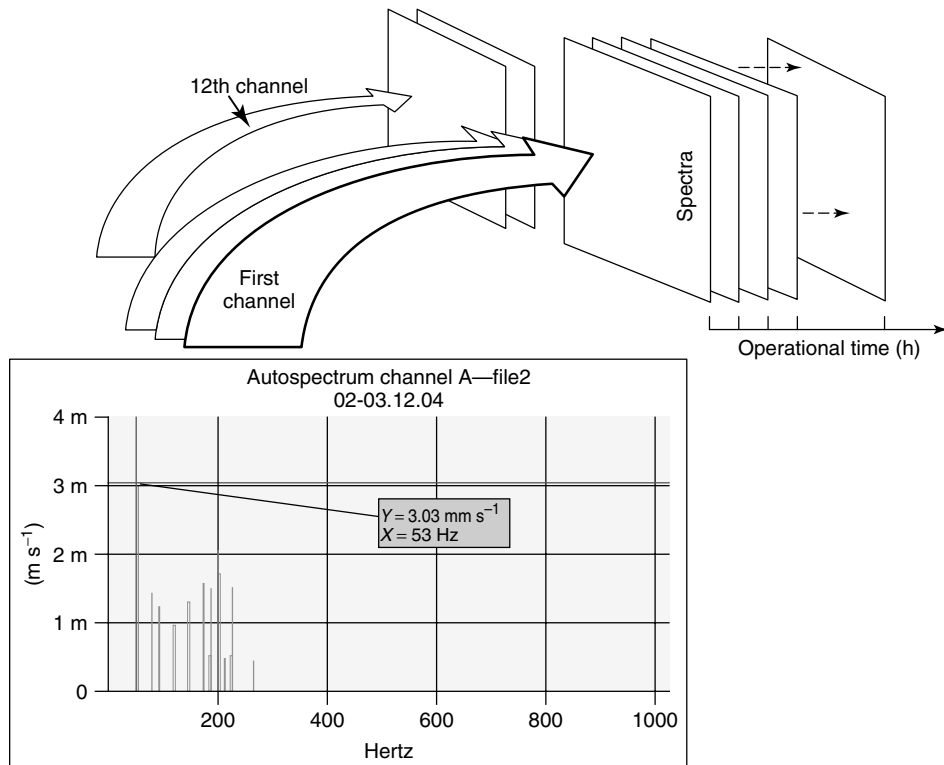 12th channel
First
channel
Spectra
Operational time (h)
Autospectrum channel A—file2
02-03.12.04
4 m
3 m
2 m
1 m
0
(m s⁻¹)
Y = 3.03 mm s⁻¹
X = 53 Hz
200 400 600 800 1000
Hertz